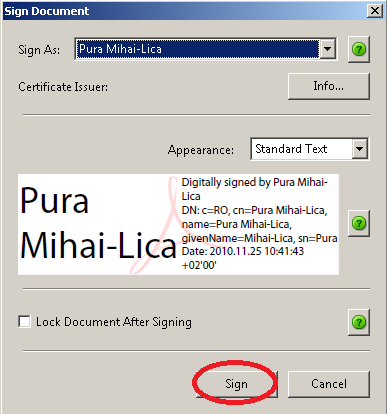 Sign Document
Sign As: Pura Mihai-Lica
Certificate Issuer: Info...
Appearance: Standard Text
Pura
Mihai-Lica
Digitally signed by Pura Mihai-
Lica
DN: c=RO, cn=Pura Mihai-Lica,
name=Pura Mihai-Lica,
givenName=Mihai-Lica, sn=Pura
Date: 2010.11.25 10:41:43
+02'00'
Lock Document After Signing
Sign Cancel